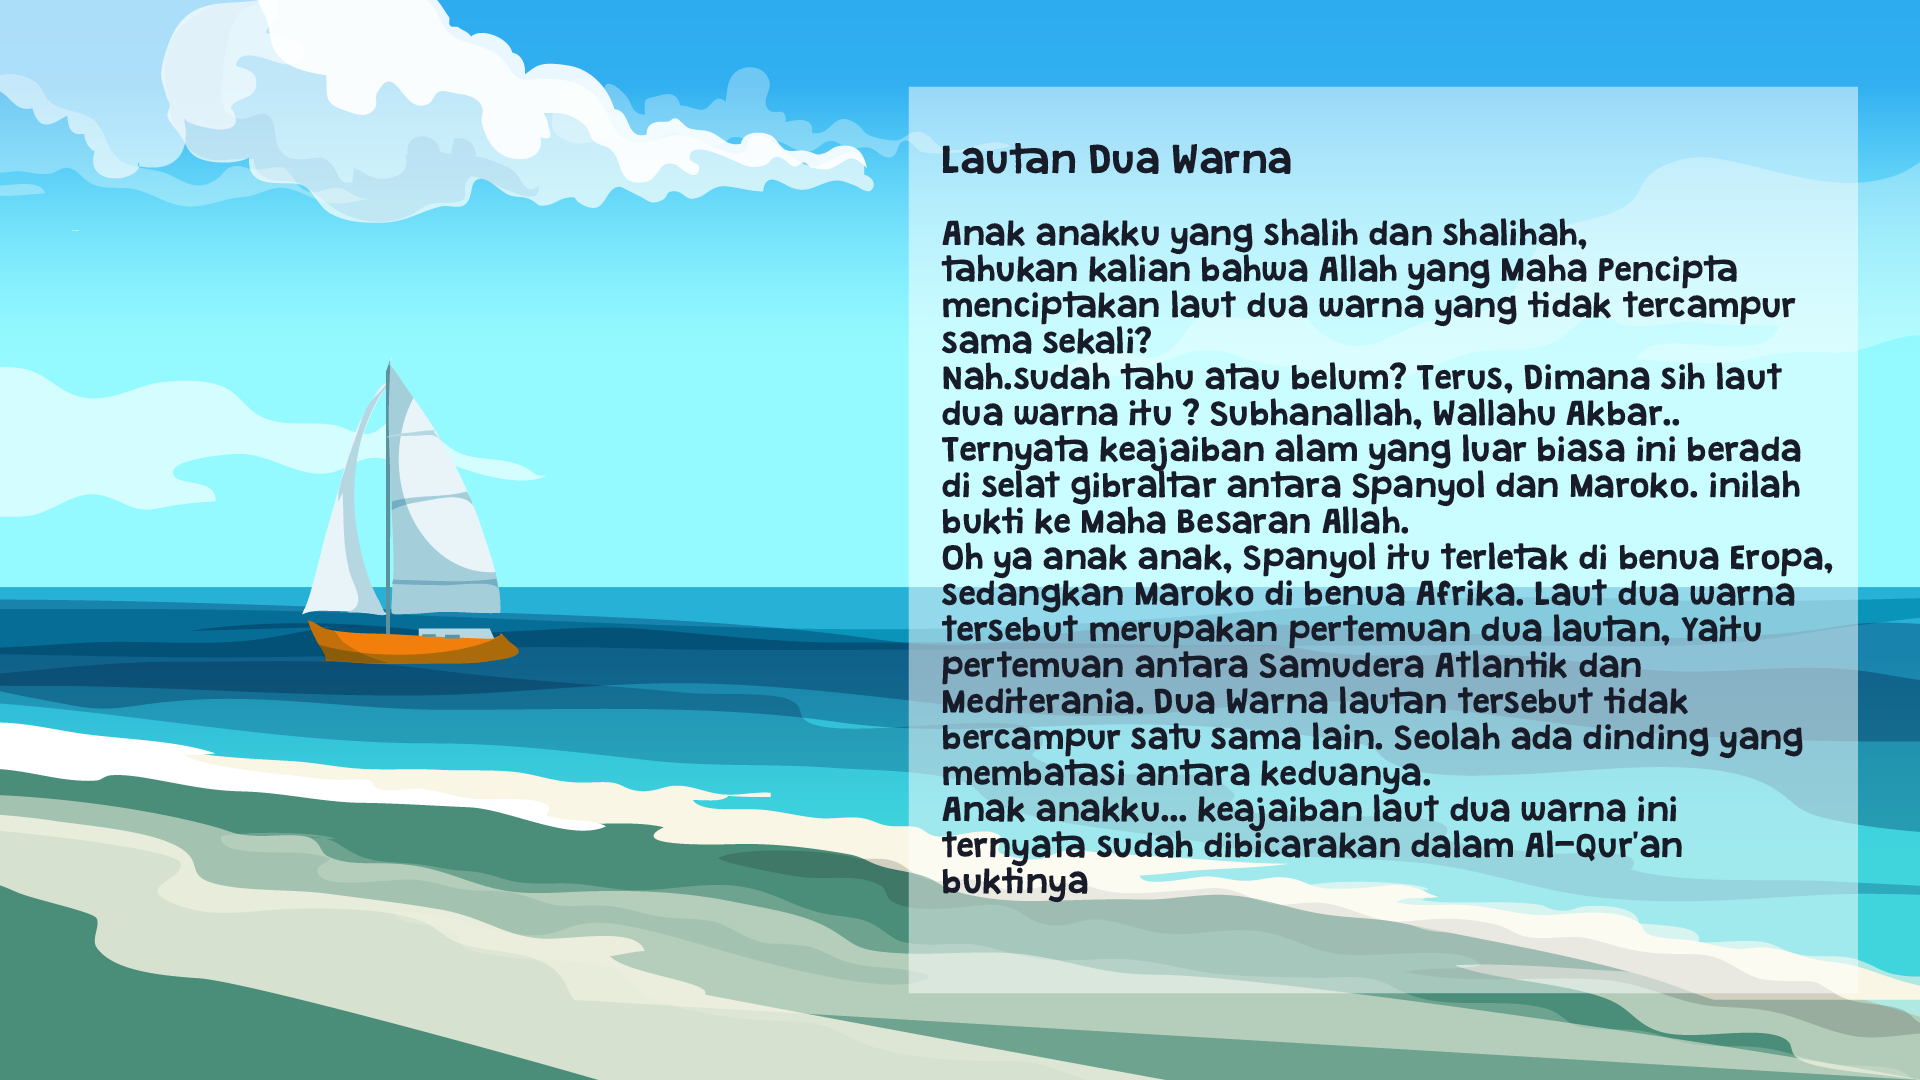 Lautan Dua Warna
Anak anakku yang shalih dan shalihah,
tahukan kalian bahwa Allah yang Maha Pencipta
menciptakan laut dua warna yang tidak tercampur
sama sekali?
Nah.sudah tahu atau belum? Terus, Dimana sih laut
dua warna itu ? Subhanallah, Wallahu Akbar..
Ternyata keajaiban alam yang luar biasa ini berada
di selat gibraltar antara Spanyol dan Maroko. inilah
bukti ke Maha Besaran Allah.
Oh ya anak anak, Spanyol itu terletak di benua Eropa,
sedangkan Maroko di benua Afrika. Laut dua warna
tersebut merupakan pertemuan dua lautan, Yaitu
pertemuan antara Samudera Atlantik dan
Mediterania. Dua Warna lautan tersebut tidak
bercampur satu sama lain. Seolah ada dinding yang
membatasi antara keduanya.
Anak anakku... keajaiban laut dua warna ini
ternyata sudah dibicarakan dalam Al-Qur'an
buktinya